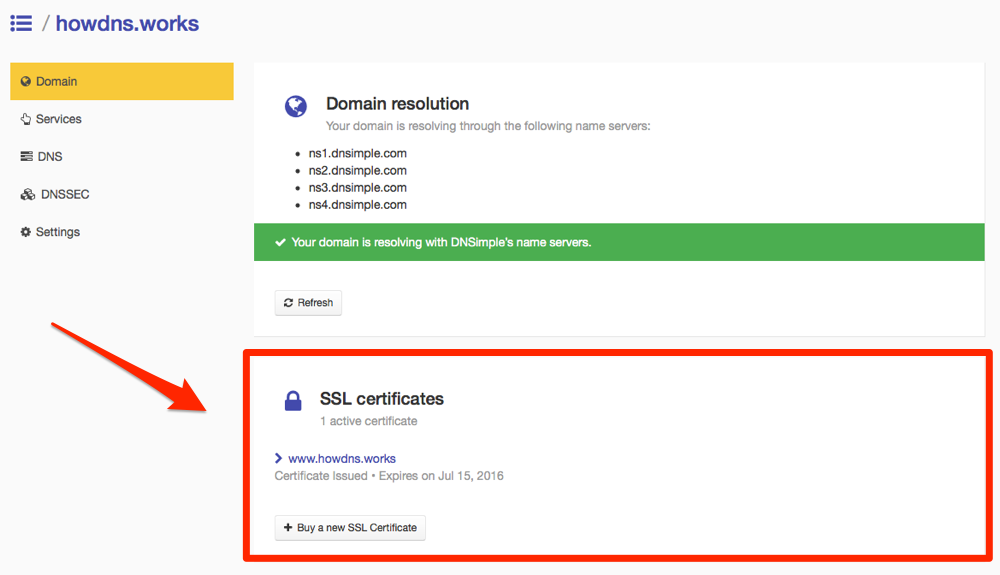 / howdns.works
Domain
Services
DNS
DNSSEC
Settings
Domain resolution
Your domain is resolving through the following name servers:
• ns1.dnsimple.com
• ns2.dnsimple.com
• ns3.dnsimple.com
• ns4.dnsimple.com
Your domain is resolving with DNSimple's name servers.
Refresh
SSL certificates
1 active certificate
www.howdns.works
Certificate Issued • Expires on Jul 15, 2016
+ Buy a new SSL Certificate